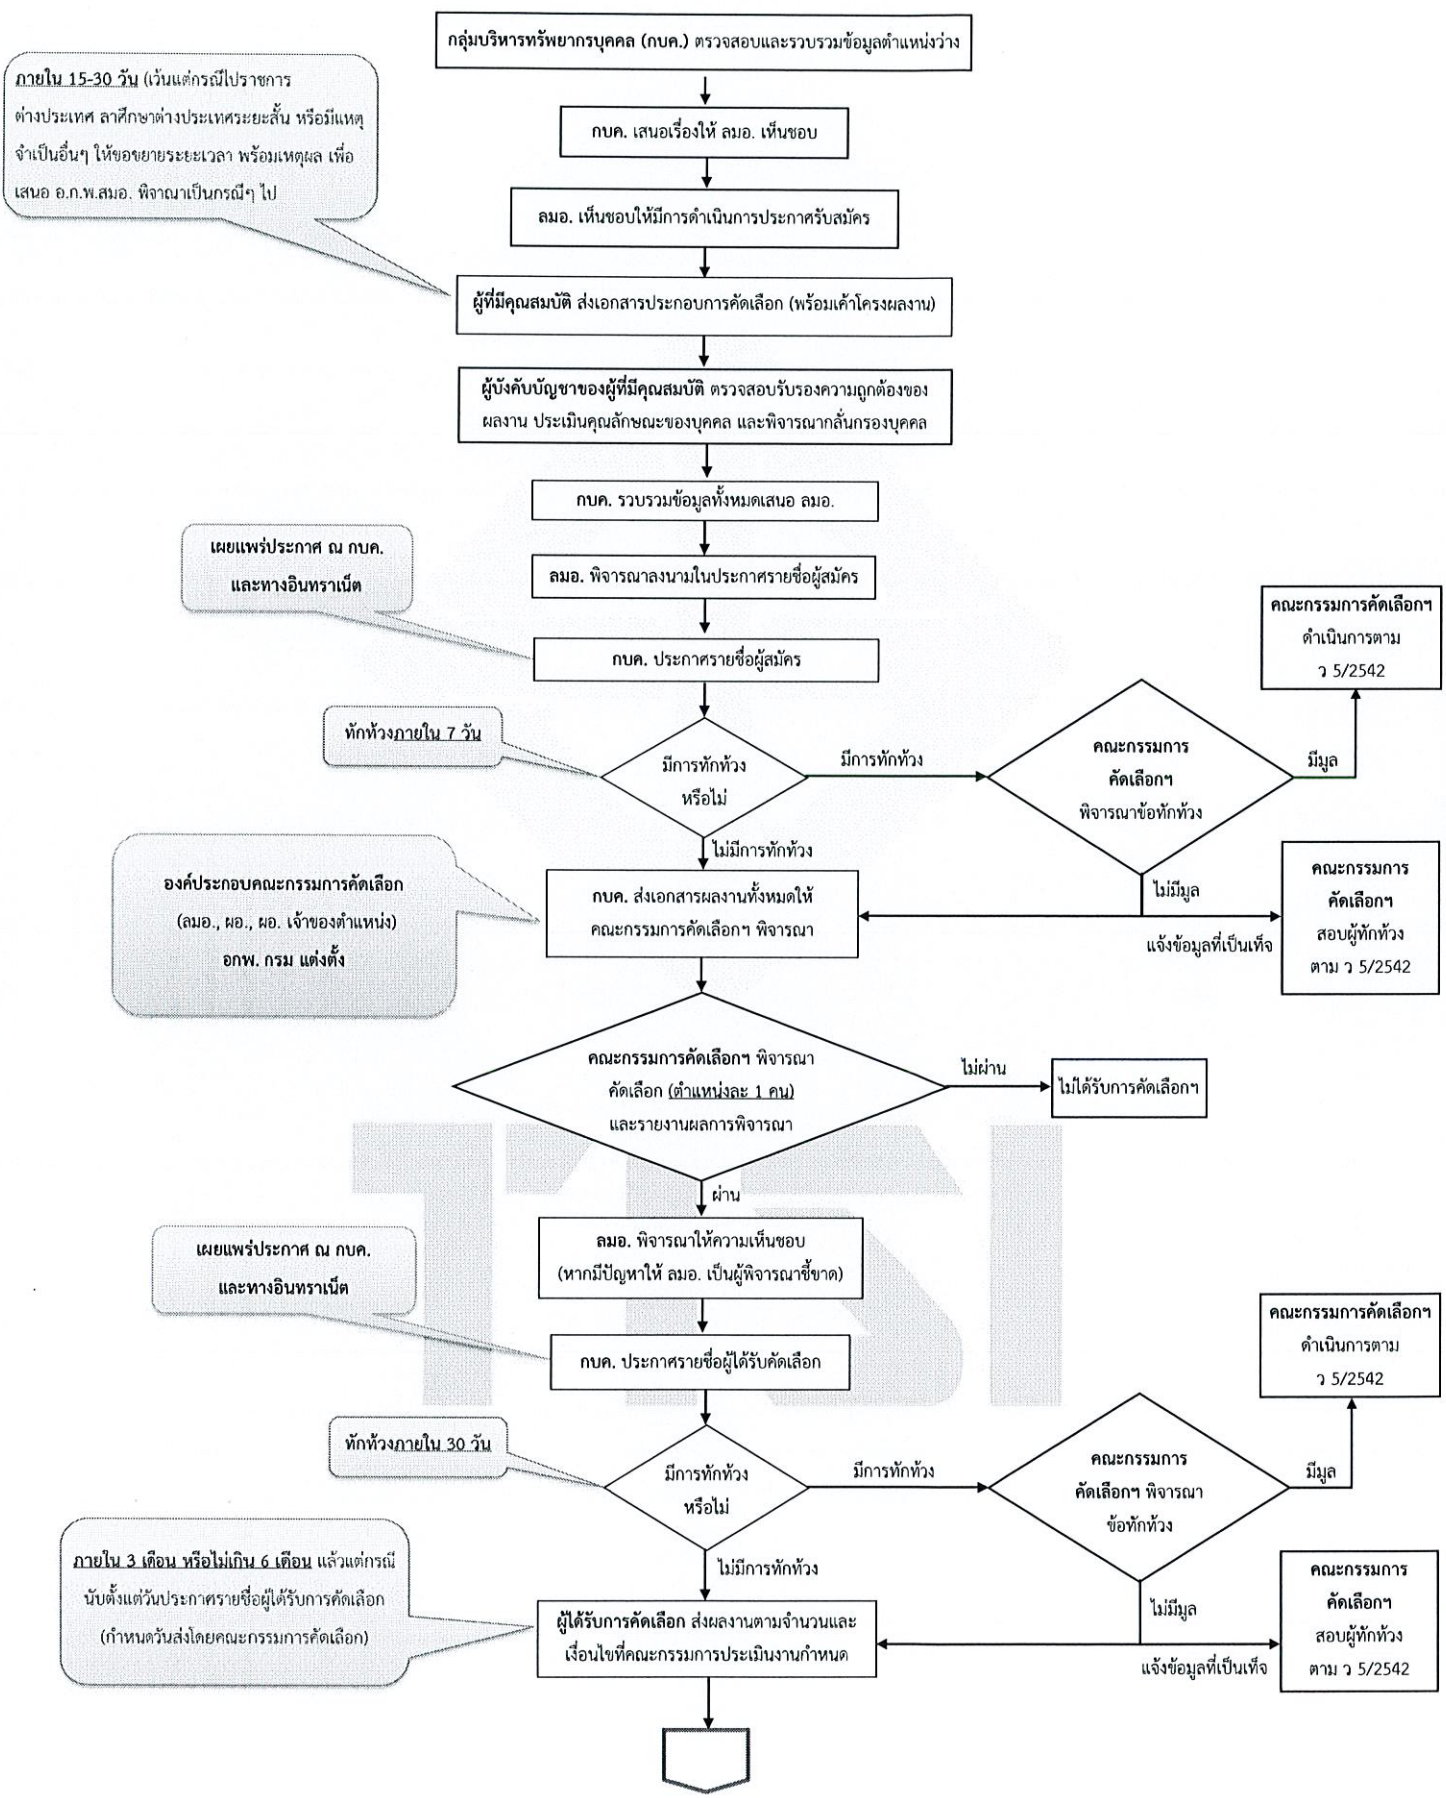 กลุ่มบริหารทรัพยากรบุคคล (กบค.) ตรวจสอบและรวบรวมข้อมูลตำแหน่งว่าง
ภายใน 15-30 วัน (เว้นแต่กรณีไปราชการ
ต่างประเทศ ลาศึกษาต่างประเทศระยะสั้น หรือมีเหตุ
จำเป็นอื่นๆ ให้ขอขยายระยะเวลา พร้อมเหตุผล เพื่อ
เสนอ อ.ก.พ.สมอ. พิจาณาเป็นกรณีๆ ไป
กบค. เสนอเรื่องให้ ลมอ. เห็นชอบ
ลมอ. เห็นชอบให้มีการดำเนินการประกาศรับสมัคร
ผู้ที่มีคุณสมบัติ ส่งเอกสารประกอบการคัดเลือก (พร้อมเค้าโครงผลงาน)
ผู้บังคับบัญชาของผู้ที่มีคุณสมบัติ ตรวจสอบรับรองความถูกต้องของ
ผลงาน ประเมินคุณลักษณะของบุคคล และพิจารณากลั่นกรองบุคคล
กบค. รวบรวมข้อมูลทั้งหมดเสนอ ลมอ.
เผยแพร่ประกาศ ณ กบค.
และทางอินทราเน็ต
ลมอ. พิจารณาลงนามในประกาศรายชื่อผู้สมัคร
กบค. ประกาศรายชื่อผู้สมัคร
คณะกรรมการคัดเลือกฯ
ดำเนินการตาม
ว 5/2542
ทักท้วงภายใน 7 วัน
มีการทักท้วง
หรือไม่
มีการทักท้วง
คณะกรรมการ
คัดเลือกฯ
พิจารณาข้อทักท้วง
มีมูล
ไม่มีการทักท้วง
องค์ประกอบคณะกรรมการคัดเลือก
(ลมอ., ผอ., ผอ. เจ้าของตำแหน่ง)
อกพ. กรม แต่งตั้ง
กบค. ส่งเอกสารผลงานทั้งหมดให้
คณะกรรมการคัดเลือกฯ พิจารณา
ไม่มีมูล
แจ้งข้อมูลที่เป็นเท็จ
คณะกรรมการ
คัดเลือกฯ
สอบผู้ทักท้วง
ตาม ว 5/2542
คณะกรรมการคัดเลือกฯ พิจารณา
คัดเลือก (ตำแหน่งละ 1 คน)
และรายงานผลการพิจารณา
ไม่ผ่าน
ไม่ได้รับการคัดเลือกฯ
ผ่าน
TISI
ลมอ. พิจารณาให้ความเห็นชอบ
(หากมีปัญหาให้ ลมอ. เป็นผู้พิจารณาชี้ขาด)
เผยแพร่ประกาศ ณ กบค.
และทางอินทราเน็ต
กบค. ประกาศรายชื่อผู้ได้รับคัดเลือก
คณะกรรมการคัดเลือกฯ
ดำเนินการตาม
ว 5/2542
ทักท้วงภายใน 30 วัน
มีการทักท้วง
หรือไม่
มีการทักท้วง
คณะกรรมการ
คัดเลือกฯ พิจารณา
ข้อทักท้วง
มีมูล
ไม่มีการทักท้วง
ภายใน 3 เดือน หรือไม่เกิน 6 เดือน แล้วแต่กรณี
นับตั้งแต่วันประกาศรายชื่อผู้ได้รับการคัดเลือก
(กำหนดวันส่งโดยคณะกรรมการคัดเลือก)
ผู้ได้รับการคัดเลือก ส่งผลงานตามจำนวนและ
เงื่อนไขที่คณะกรรมการประเมินงานกำหนด
ไม่มีมูล
แจ้งข้อมูลที่เป็นเท็จ
คณะกรรมการ
คัดเลือกฯ
สอบผู้ทักท้วง
ตาม ว 5/2542